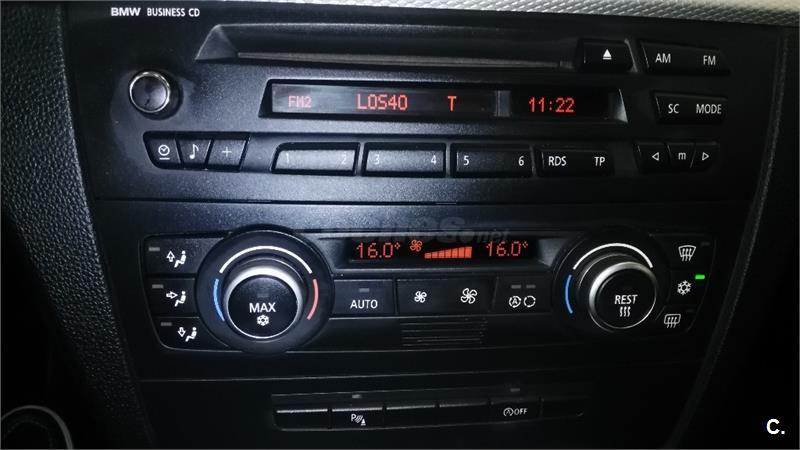 BMW BUSINESS CD
AM FM
FM2 LOS40 T 11:22
SC MODE
1 2 3 4 5 6 RDS TP
m
16.0° 16.0°
MAX
AUTO
A
REST
P
OFF
C.